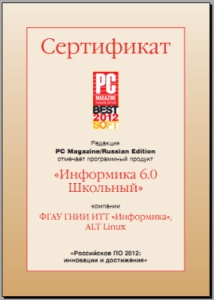 Сертификат
PC
MAGAZINE
BEST
2012
SOFT
Редакция
PC Magazine/Russian Edition
отмечает программный продукт
«Информика 6.0
Школьный»
компании
ФГАУ ГНИИ ИТТ «Информика»,
ALT Linux
«Российское ПО 2012:
инновации и достижения»